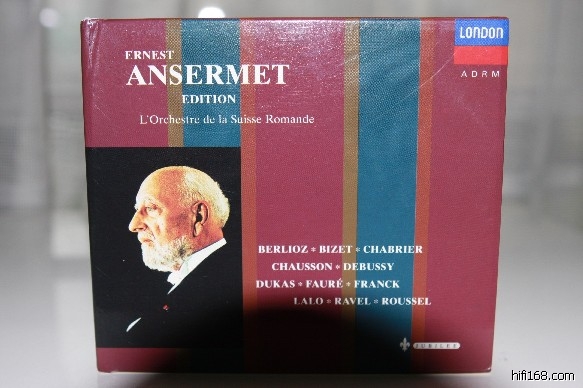 ERNEST
ANSERMET
EDITION
L'Orchestre de la Suisse Romande
LONDON
ADRM
BERLIOZ * BIZET * CHABRIER
CHAUSSON * DEBUSSY
DUKAS * FAURÉ * FRANCK
LALO * RAVEL * ROUSSEL
JUBILEE
hifi168.com